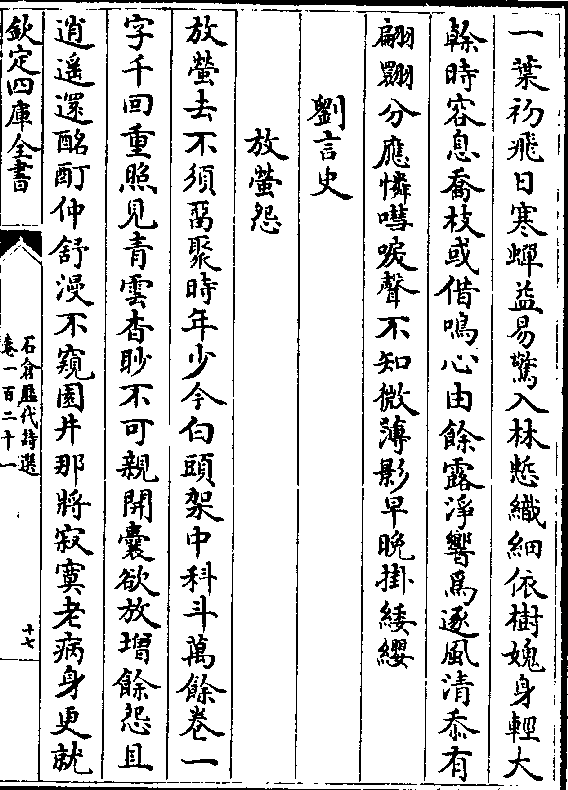 一葉初飛日寒蟬益易驚入林慙織細依樹媿身輕大
榦時容息喬枝或借鳴心由餘露淨響為逐風清忝有
翩翾分應憐嘒唳聲不知微薄影早晚掛緌纓
劉言史
放螢怨
放螢去不須畱聚時年少今白頭架中科斗萬餘卷一
字千回重照見青雲杳眇不可親開囊欲放增餘怨且
逍遙還酩酊仲舒漫不窺園井那將寂寞老病身更就
欽定四庫全書
石倉歷代詩選
卷一百二十一
十七